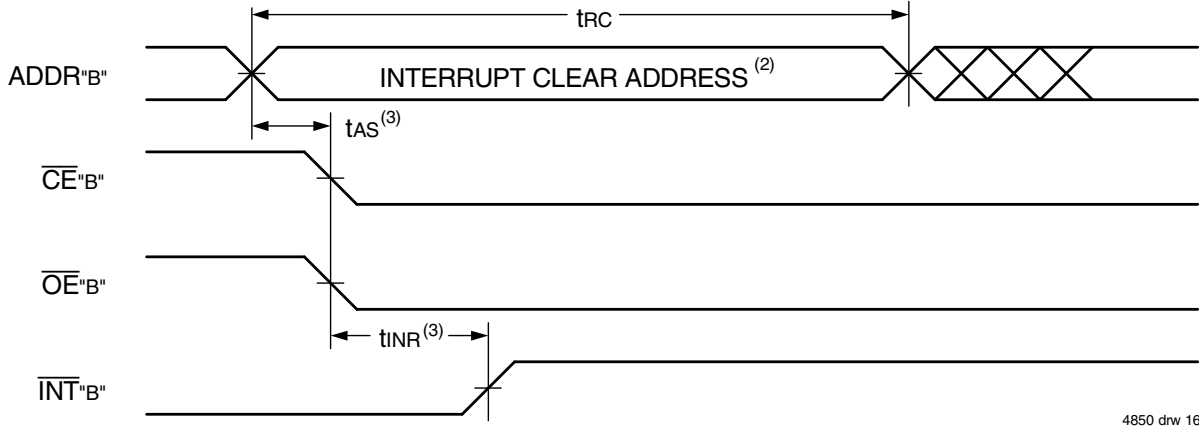 tRC
ADDR"B"
INTERRUPT CLEAR ADDRESS (2)
tAS(3)
CE"B"
OE"B"
tINR(3)
INT"B"
4850 drw 16